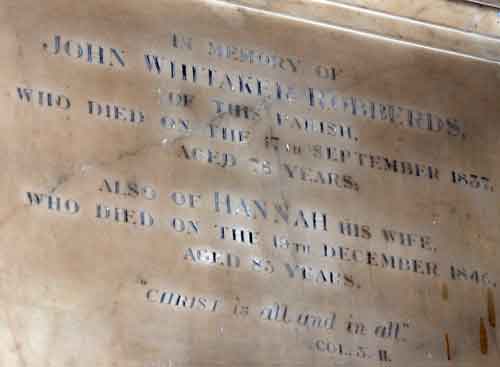 IN MEMORY OF
JOHN WHITAKER ROBBERDS,
OF THIS PARISH,
WHO DIED ON THE 17TH SEPTEMBER 1837,
AGED 78 YEARS;
ALSO OF HANNAH HIS WIFE,
WHO DIED ON THE DECEMBER 1846,
AGED 85 YEARS.
"CHRIST is all and in all."
COL. 3. 11.